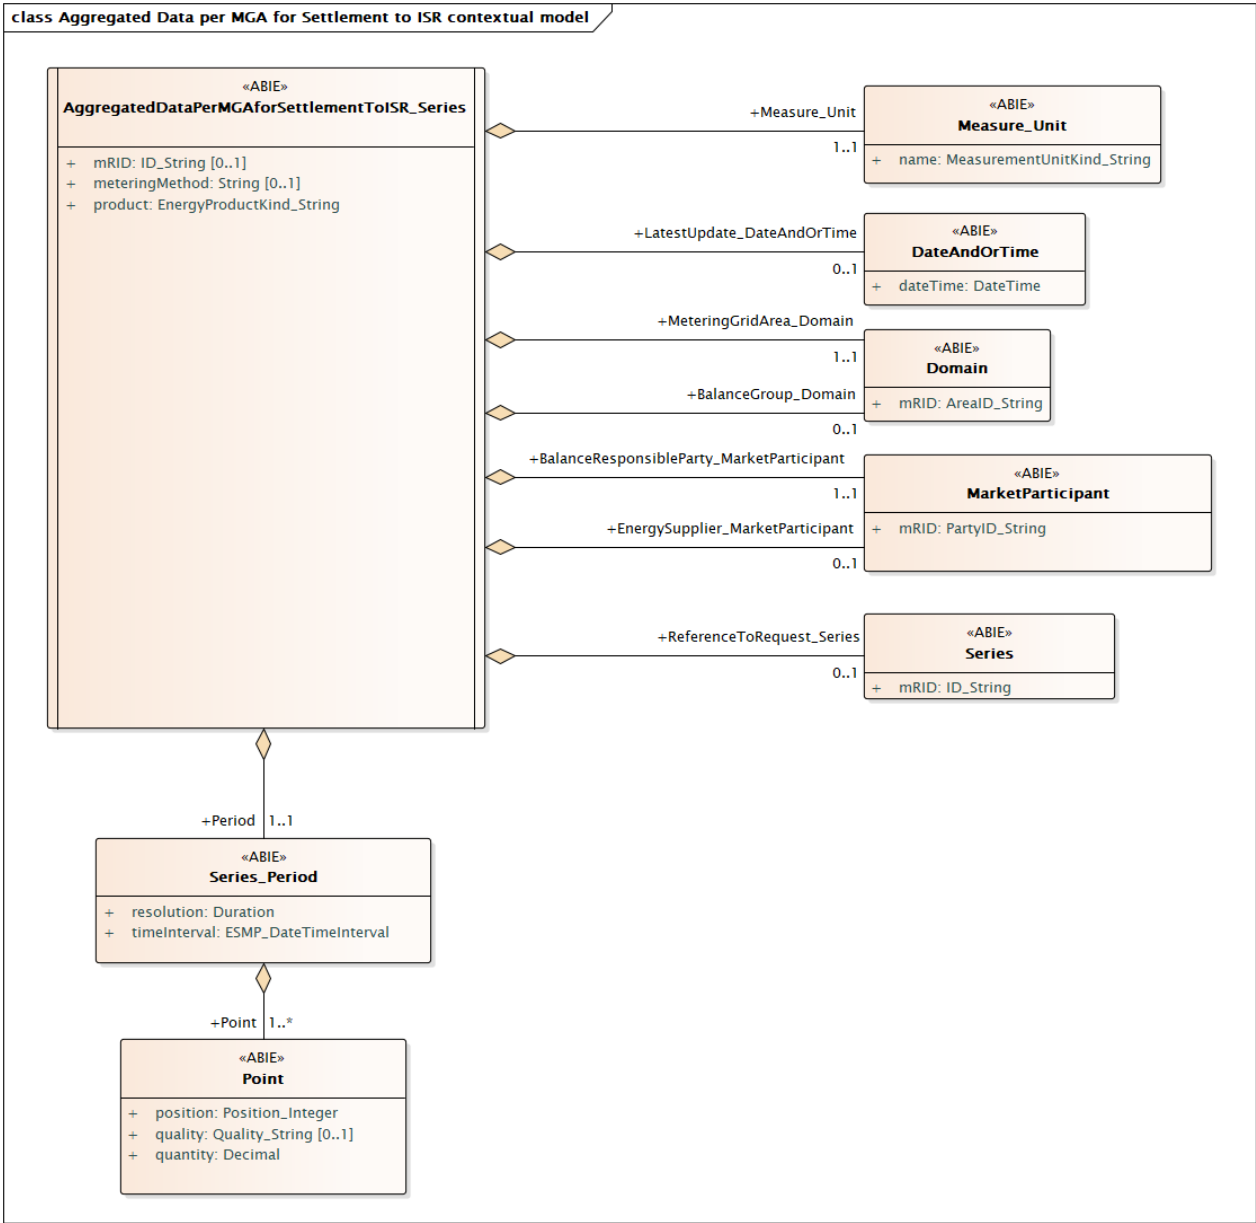 class Aggregated Data per MGA for Settlement to ISR contextual model
«ABIE»
AggregatedDataPerMGAforSettlementToISR_Series
+ mRID: ID_String [0..1]
+ meteringMethod: String [0..1]
+ product: EnergyProductKind_String
+Measure_Unit
1..1
«ABIE»
Measure_Unit
+ name: MeasurementUnitKind_String
+LatestUpdate_DateAndOrTime
0..1
«ABIE»
DateAndOrTime
+ dateTime: DateTime
+MeteringGridArea_Domain
1..1
+BalanceGroup_Domain
0..1
«ABIE»
Domain
+ mRID: AreaID_String
+BalanceResponsibleParty_MarketParticipant
1..1
+EnergySupplier_MarketParticipant
0..1
«ABIE»
MarketParticipant
+ mRID: PartyID_String
+ReferenceToRequest_Series
0..1
«ABIE»
Series
+ mRID: ID_String
+Period 1..1
«ABIE»
Series_Period
+ resolution: Duration
+ timeInterval: ESMP_DateTimeInterval
+Point 1..*
«ABIE»
Point
+ position: Position_Integer
+ quality: Quality_String [0..1]
+ quantity: Decimal